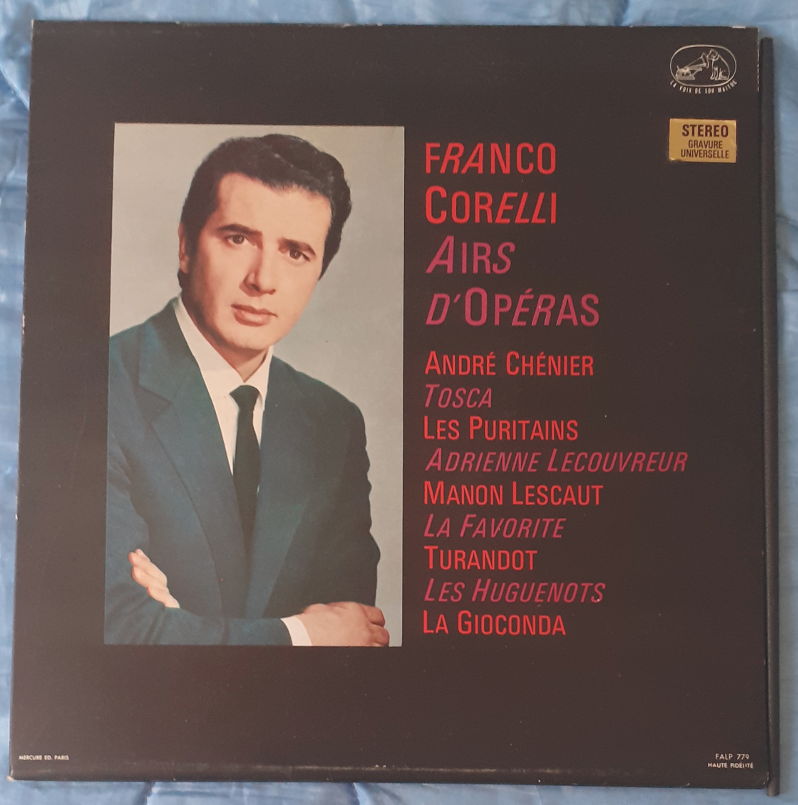 LA VOIX DE SON MAITRE
STEREO
GRAVURE
UNIVERSELLE
FRANCO
CORELLI
AIRS
D'OPÉRAS
ANDRÉ CHÉNIER
TOSCA
LES PURITAINS
ADRIENNE LECOUVREUR
MANON LESCAUT
LA FAVORITE
TURANDOT
LES HUGUENOTS
LA GIOCONDA
MERCURE ED. PARIS
FALP 779
HAUTE FIDÉLITÉ